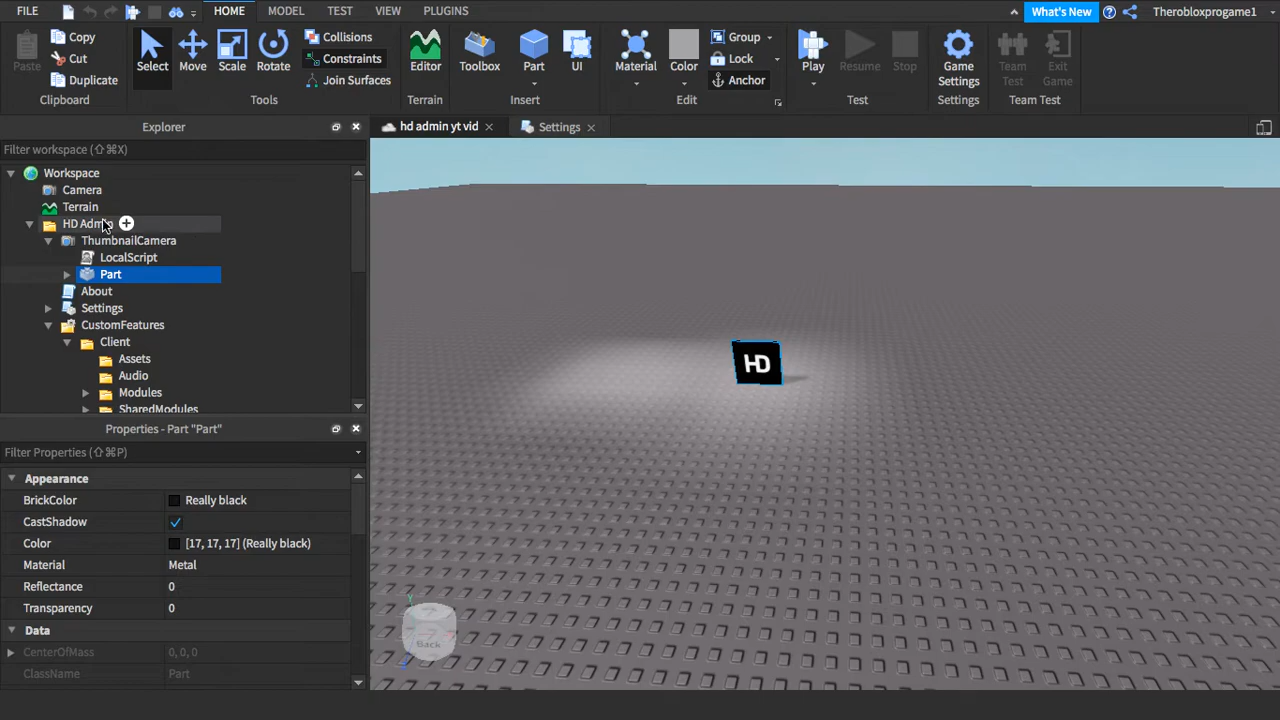 FILE HOME MODEL TEST VIEW PLUGINS What's New Therobloxprogame1
Paste Copy Cut Duplicate Clipboard
Select Move Scale Rotate Collisions Constraints Join Surfaces Tools
Editor Terrain
Toolbox Part UI Insert
Material Color Group Lock Anchor Edit
Play Resume Stop Test
Game Settings Settings
Team Test Exit Game Team Test
Explorer
hd admin yt vid Settings
Filter workspace (⇧⌘X)
Workspace
Camera
Terrain
HD Admin
ThumbnailCamera
LocalScript
Part
About
Settings
CustomFeatures
Client
Assets
Audio
Modules
SharedModules
HD
Properties - Part "Part"
Filter Properties (⇧⌘P)
Appearance
BrickColor Really black
CastShadow
Color [17, 17, 17] (Really black)
Material Metal
Reflectance 0
Transparency 0
Data
CenterOfMass 0, 0, 0
ClassName Part
Y
Back